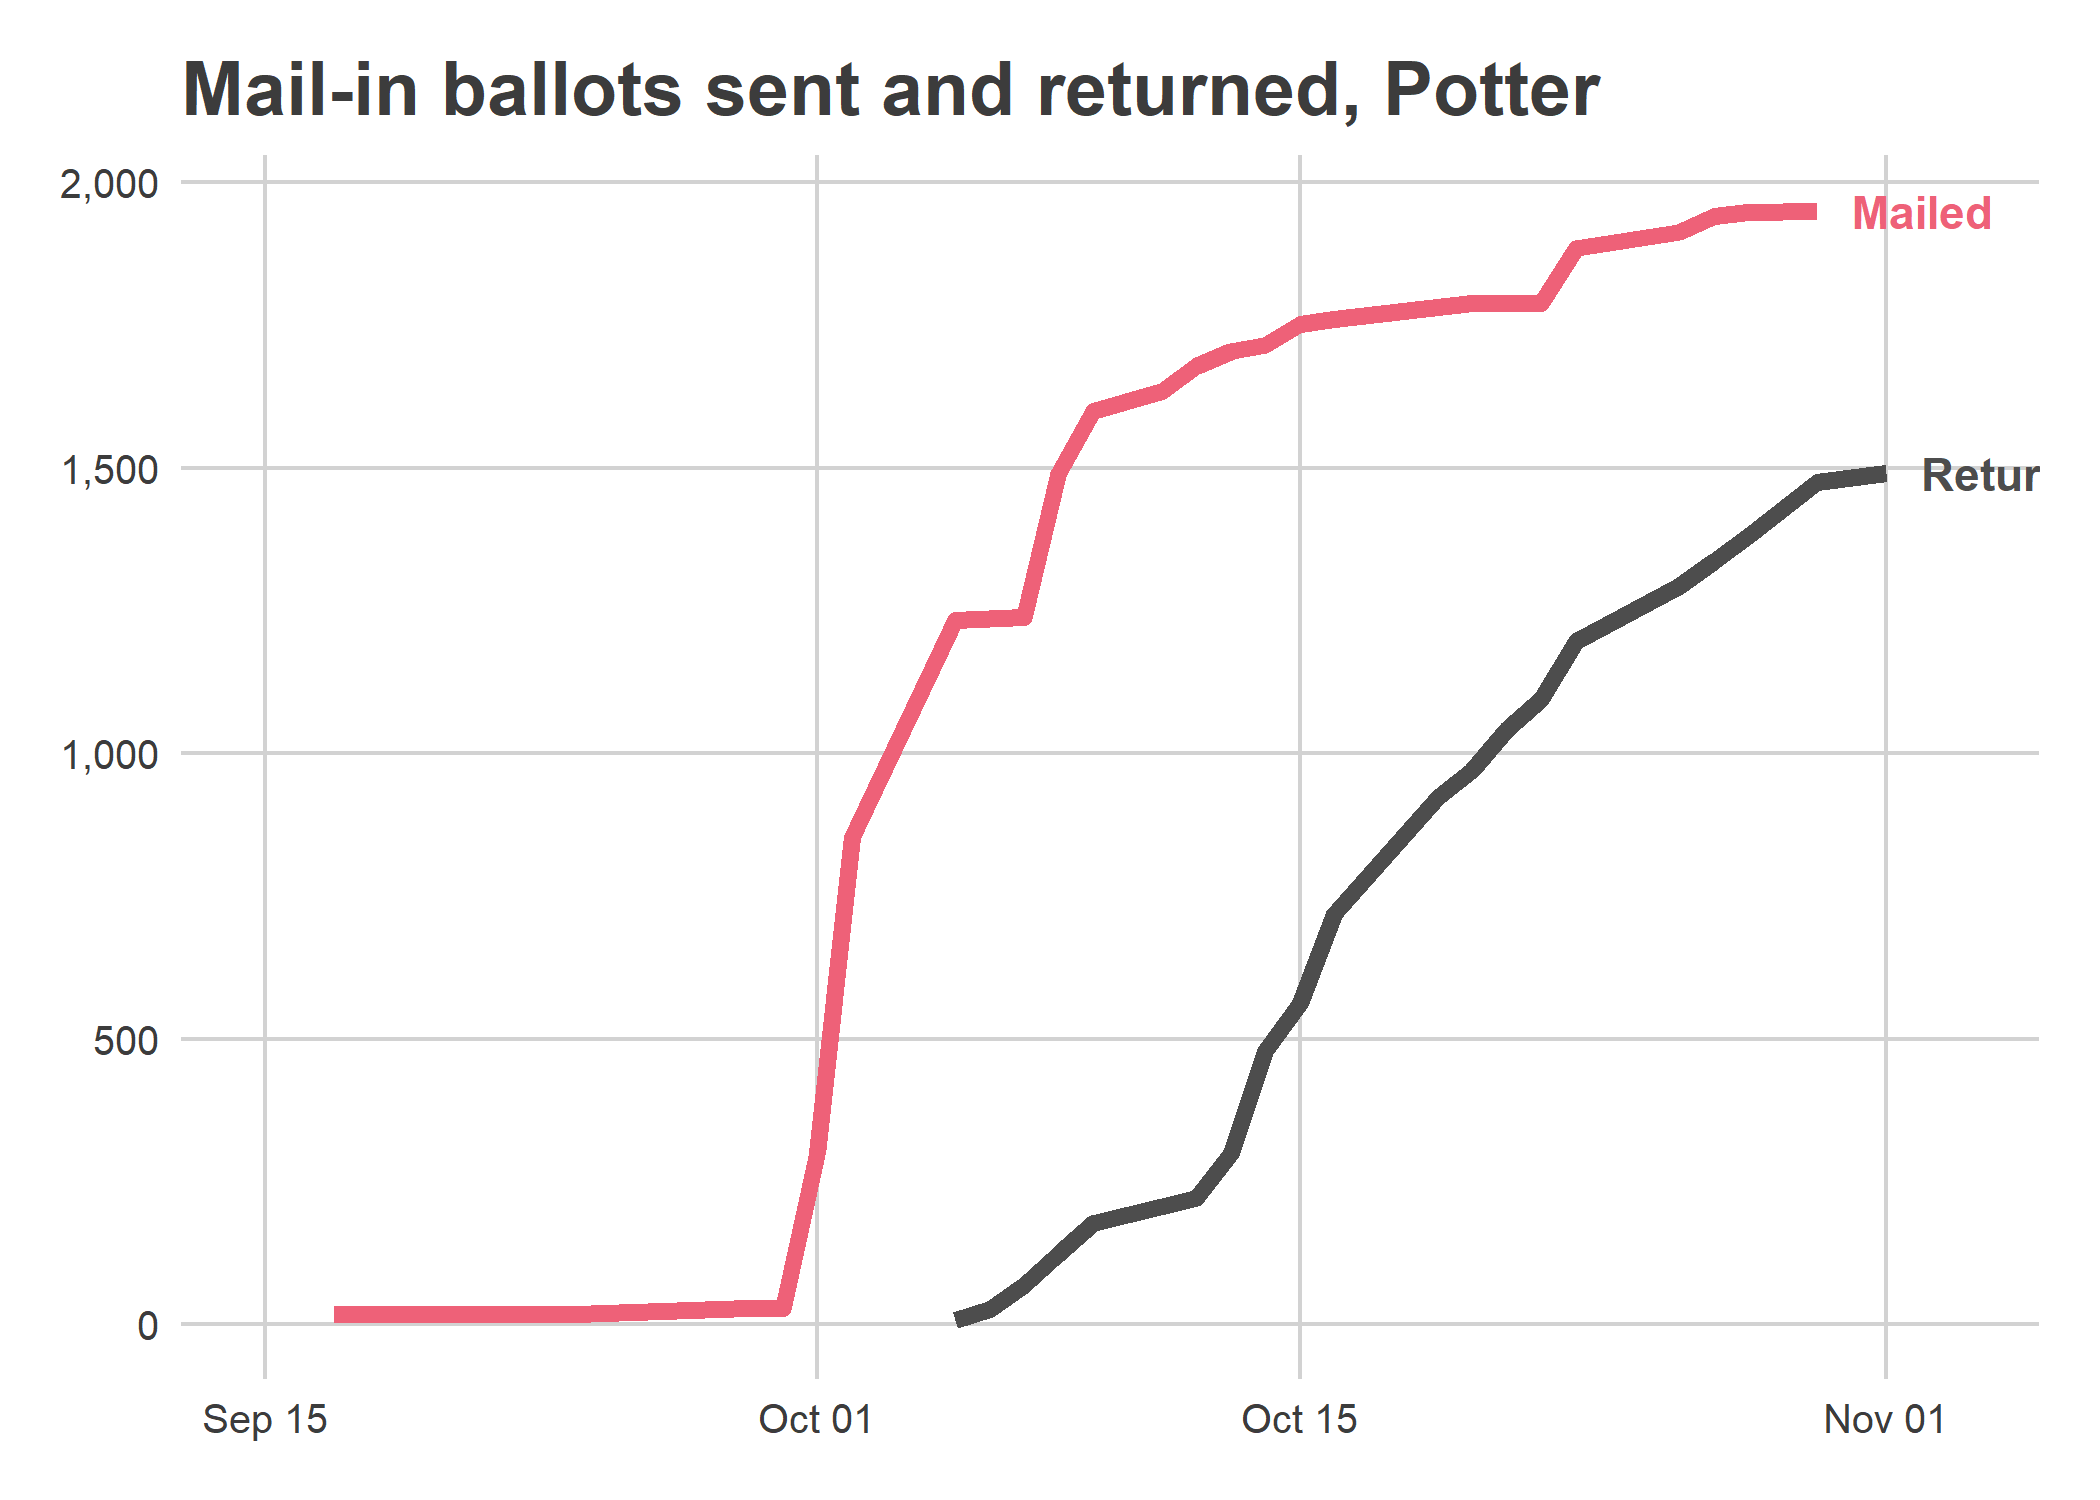 Mail-in ballots sent and returned, Potter
2,000
Mailed
1,500
Retur
1,000
500
0
Sep 15
Oct 01
Oct 15
Nov 01